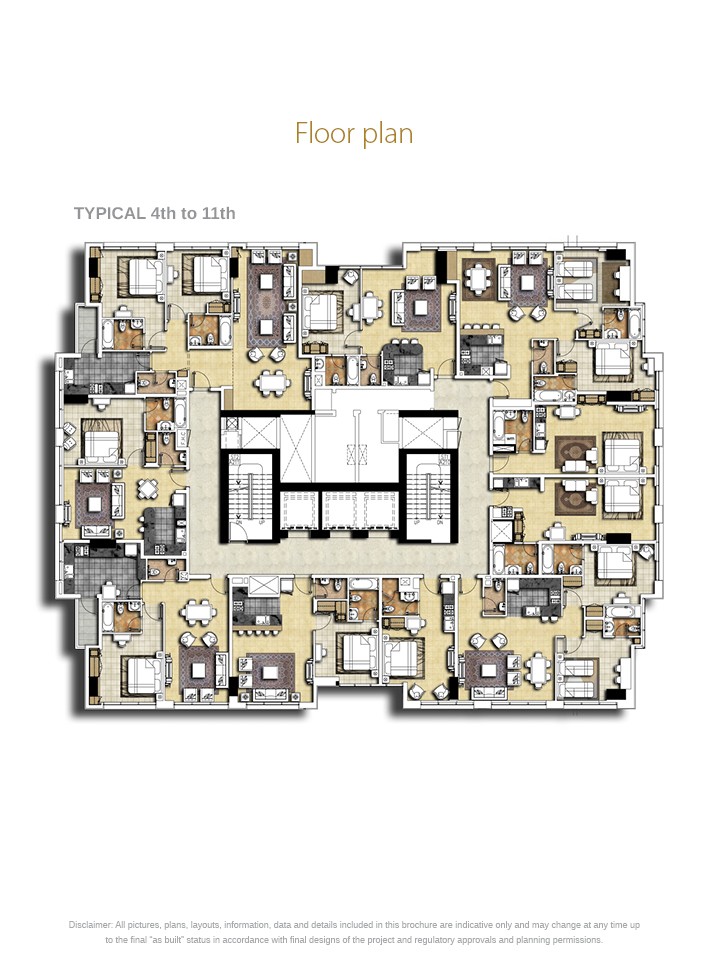 Floor plan
TYPICAL 4th to 11th
DN
UP
UP
DN
Disclaimer: All pictures, plans, layouts, information, data and details included in this brochure are indicative only and may change at any time up
to the final “as built” status in accordance with final designs of the project and regulatory approvals and planning permissions.